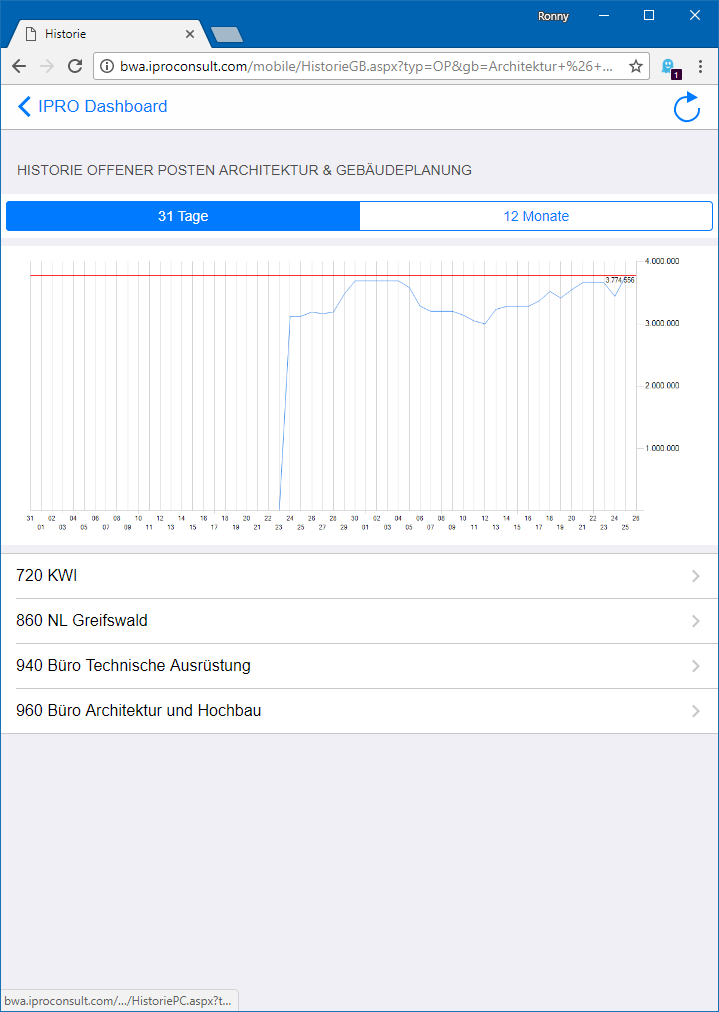 Ronny
Historie
bwa.iproconsult.com/mobile/HistorieGB.aspx?typ=OP&gb=Architektur+%26+...
1
IPRO Dashboard
HISTORIE OFFENER POSTEN ARCHITEKTUR & GEBÄUDEPLANUNG
31 Tage
12 Monate
4.000.000
3.774.556
3.000.000
2.000.000
1.000.000
31 02 04 06 08 10 12 14 16 18 20 22 24 26 28 30 02 04 06 08 10 12 14 16 18 20 22 24 26
01 03 05 07 09 11 13 15 17 19 21 23 25 27 29 01 03 05 07 09 11 13 15 17 19 21 23 25
720 KWI
860 NL Greifswald
940 Büro Technische Ausrüstung
960 Büro Architektur und Hochbau
bwa.iproconsult.com/.../HistoriePC.aspx?t...